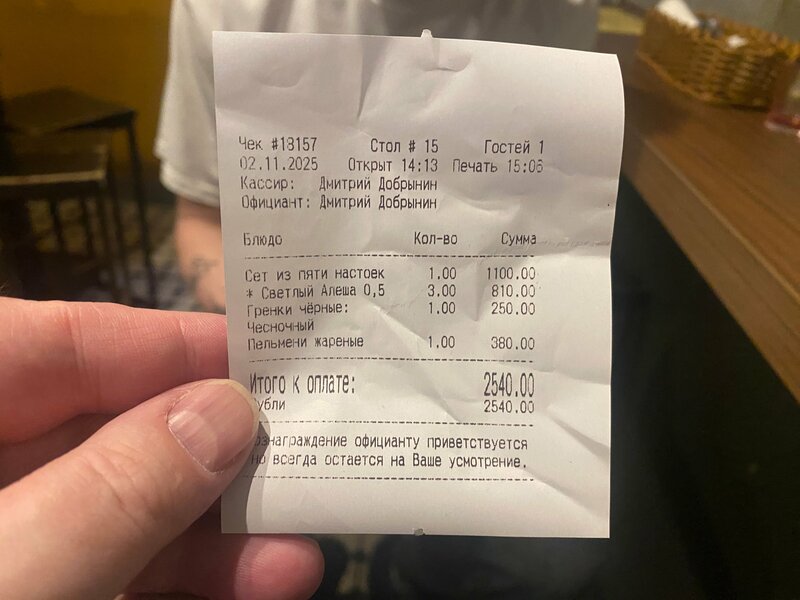 Чек #18157 Стол # 15 Гостей 1
02.11.2025 Открыт 14:13 Печать 15:06
Кассир: Дмитрий Добрынин
Официант: Дмитрий Добрынин
Блюдо Кол-во Сумма
Сет из пяти настоек 1.00 1100.00
* Светлый Алеша 0,5 3.00 810.00
Гренки чёрные: 1.00 250.00
Чесночный
Пельмени жареные 1.00 380.00
Итого к оплате: 2540.00
убли 2540.00
знаграждение официанту приветствуется
но всегда остается на Ваше усмотрение.